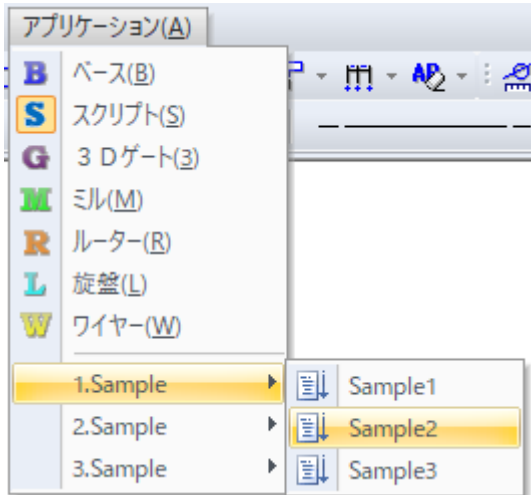 アプリケーション(A)
B ベース(B)
S スクリプト(S)
G 3Dゲート(3)
M ミル(M)
R ルーター(R)
L 旋盤(L)
W ワイヤー(W)
1.Sample
Sample1
2.Sample
Sample2
3.Sample
Sample3